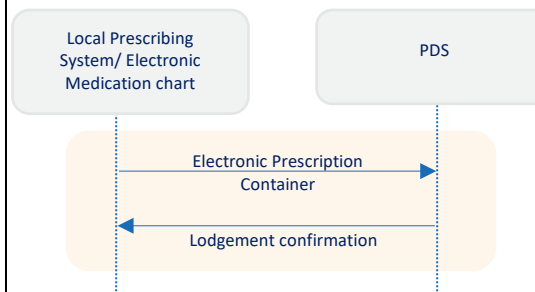 Local Prescribing
System/ Electronic
Medication chart
PDS
Electronic Prescription
Container
Lodgement confirmation